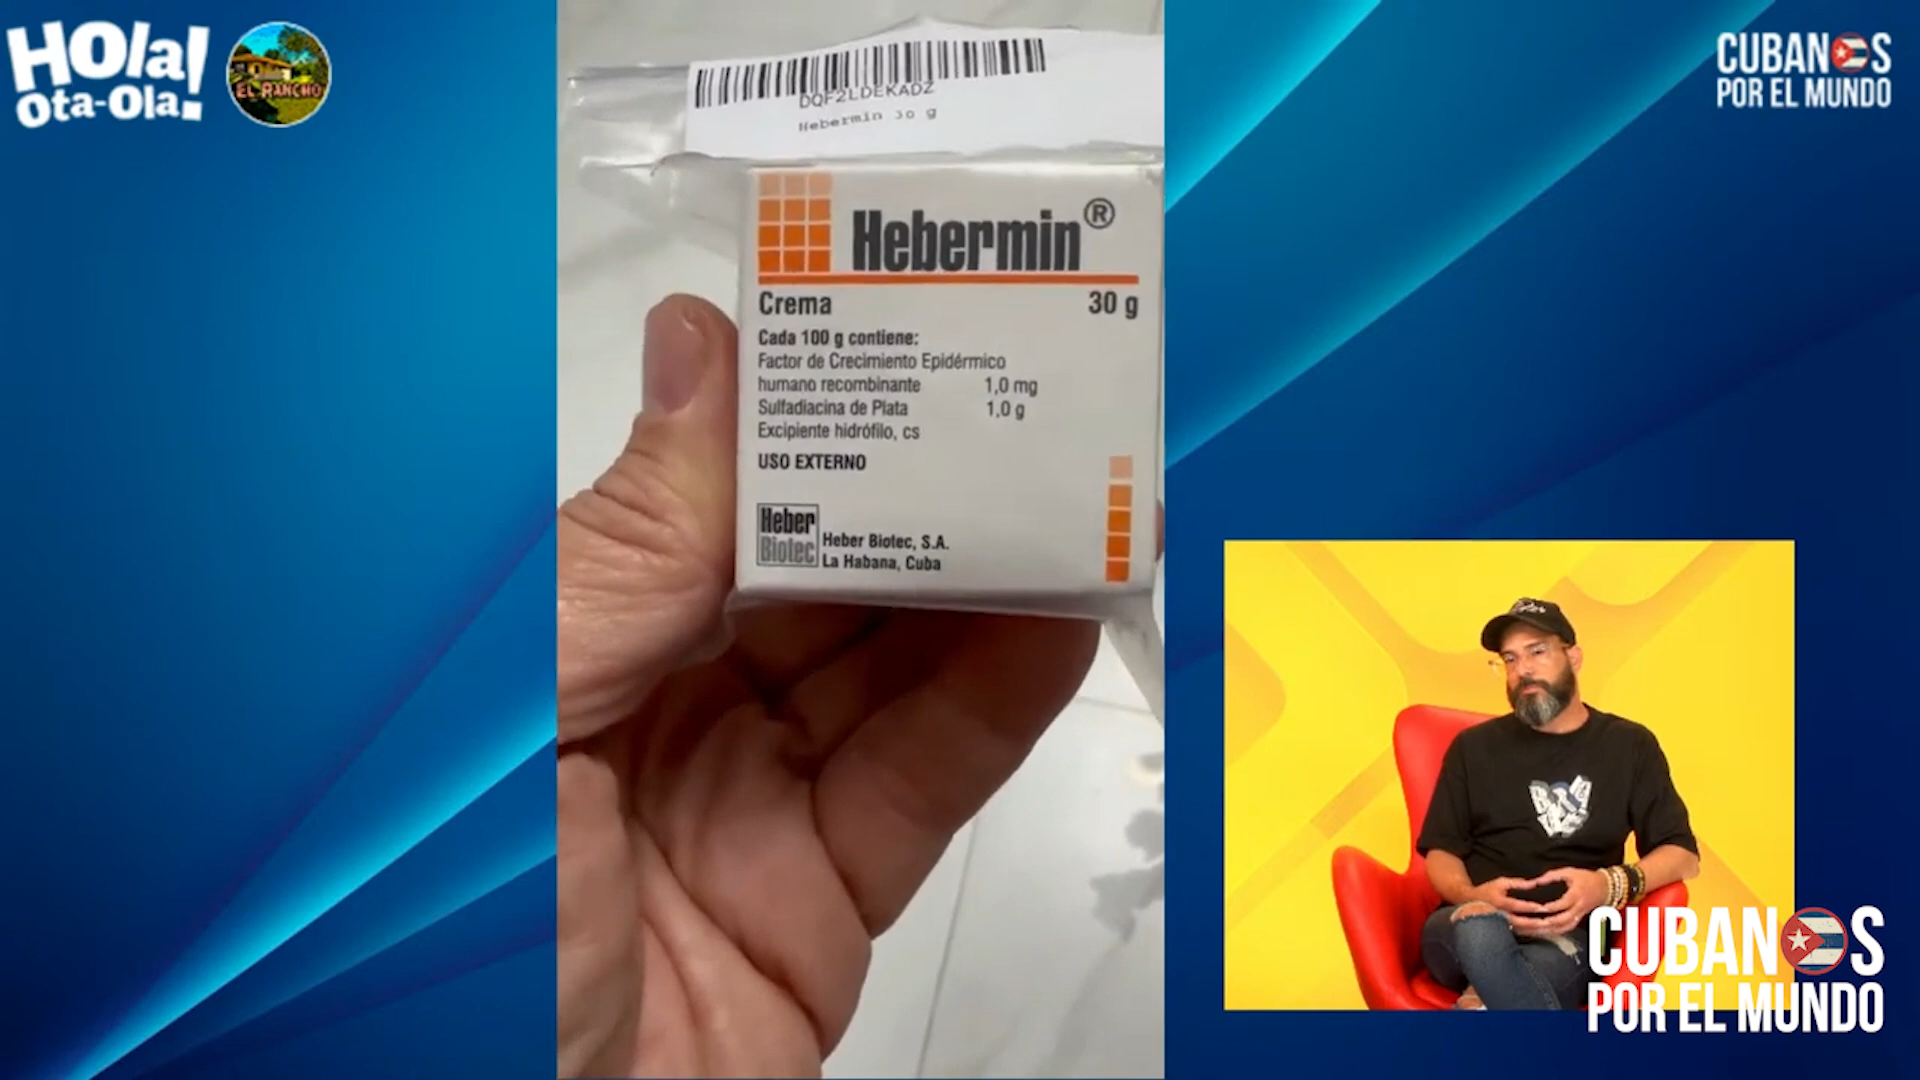 Hola!
Ota-Ola!
EL RANCHO
CUBANOS
POR EL MUNDO
DQF2LDEKADZ
Hebermin 30 g
Hebermin®
Crema 30 g
Cada 100 g contiene:
Factor de Crecimiento Epidérmico
humano recombinante 1,0 mg
Sulfadiacina de Plata 1,0 g
Excipiente hidrófilo, cs
USO EXTERNO
Heber
Biotec
Heber Biotec, S.A.
La Habana, Cuba
CUBANOS
POR EL MUNDO